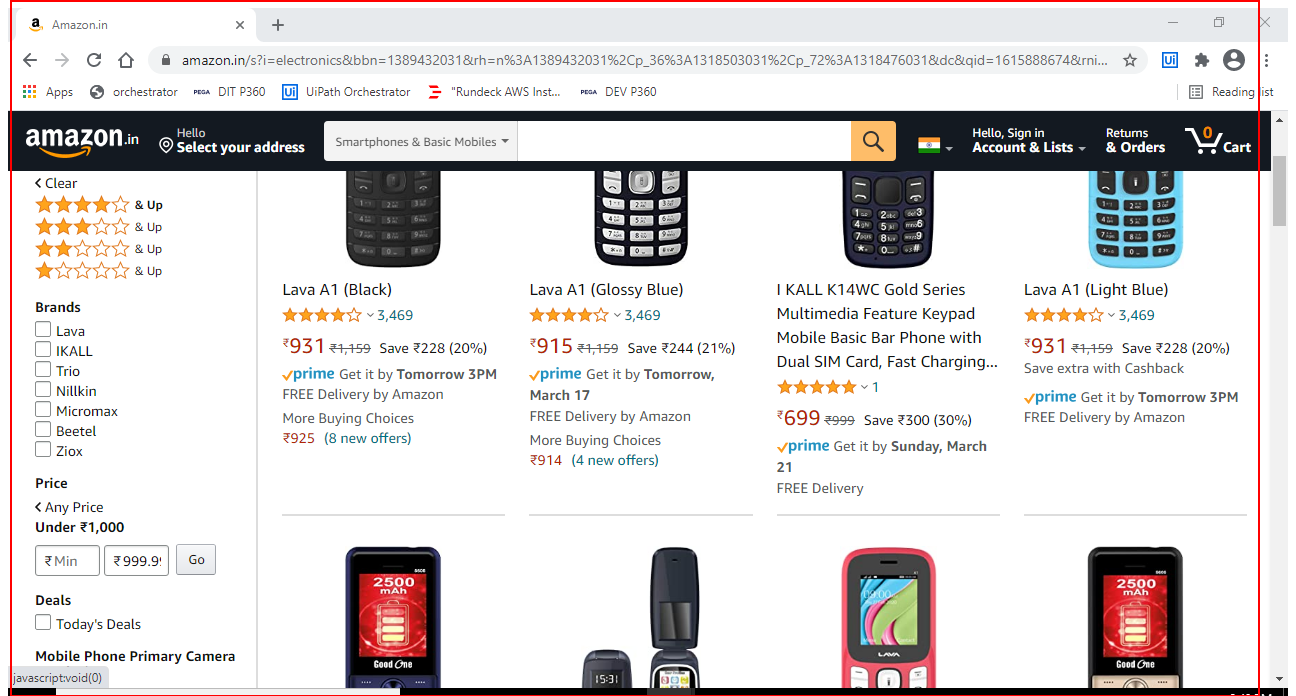 Amazon.in
amazon.in/s?i=electronics&bbn=1389432031&rh=n%3A1389432031%2Cp_36%3A1318503031%2Cp_72%3A1318476031&dc&qid=1615888674&rni...
Apps orchestrator PEGA DIT P360 Ui UiPath Orchestrator "Rundeck AWS Inst... PEGA DEV P360 Reading list
amazon.in
Hello
Select your address
Smartphones & Basic Mobiles
Hello, Sign in
Account & Lists
Returns
& Orders
0
Cart
Clear
& Up
& Up
& Up
& Up
Brands
Lava
IKALL
Trio
Nillkin
Micromax
Beetel
Ziox
Price
Any Price
Under ₹1,000
₹ Min ₹ 999.99 Go
Deals
Today's Deals
Mobile Phone Primary Camera
javascript:void(0)
Lava A1 (Black)
3,469
₹931 ₹1,159 Save ₹228 (20%)
prime Get it by Tomorrow 3PM
FREE Delivery by Amazon
More Buying Choices
₹925 (8 new offers)
Lava A1 (Glossy Blue)
3,469
₹915 ₹1,159 Save ₹244 (21%)
prime Get it by Tomorrow,
March 17
FREE Delivery by Amazon
More Buying Choices
₹914 (4 new offers)
I KALL K14WC Gold Series
Multimedia Feature Keypad
Mobile Basic Bar Phone with
Dual SIM Card, Fast Charging...
1
₹699 ₹999 Save ₹300 (30%)
prime Get it by Sunday, March
21
FREE Delivery
Lava A1 (Light Blue)
3,469
₹931 ₹1,159 Save ₹228 (20%)
Save extra with Cashback
prime Get it by Tomorrow 3PM
FREE Delivery by Amazon
2500
mAh
Good One
15:31
LAVA
2500
mAh
Good One